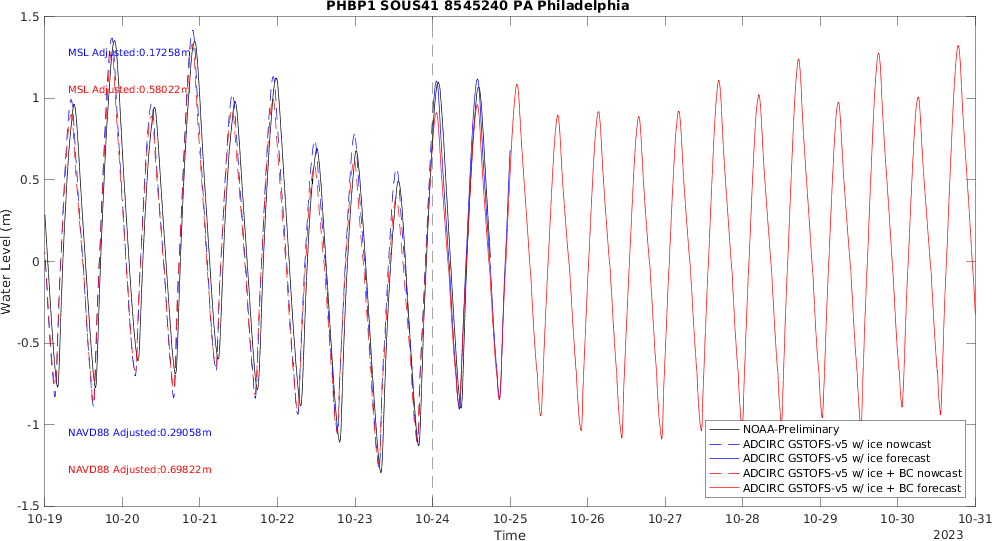 PHBP1 SOUS41 8545240 PA Philadelphia
1.5
1
0.5
0
-0.5
-1
-1.5
Water Level (m)
MSL Adjusted:0.17258m
MSL Adjusted:0.58022m
NAVD88 Adjusted:0.29058m
NAVD88 Adjusted:0.69822m
NOAA-Preliminary
ADCIRC GSTOFS-v5 w/ ice nowcast
ADCIRC GSTOFS-v5 w/ ice forecast
ADCIRC GSTOFS-v5 w/ ice + BC nowcast
ADCIRC GSTOFS-v5 w/ ice + BC forecast
10-19 10-20 10-21 10-22 10-23 10-24 10-25 10-26 10-27 10-28 10-29 10-30 10-31
Time
2023